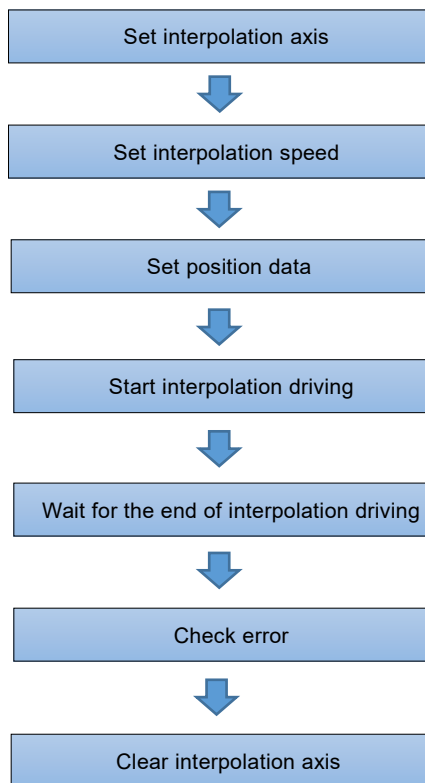 Set interpolation axis
Set interpolation speed
Set position data
Start interpolation driving
Wait for the end of interpolation driving
Check error
Clear interpolation axis